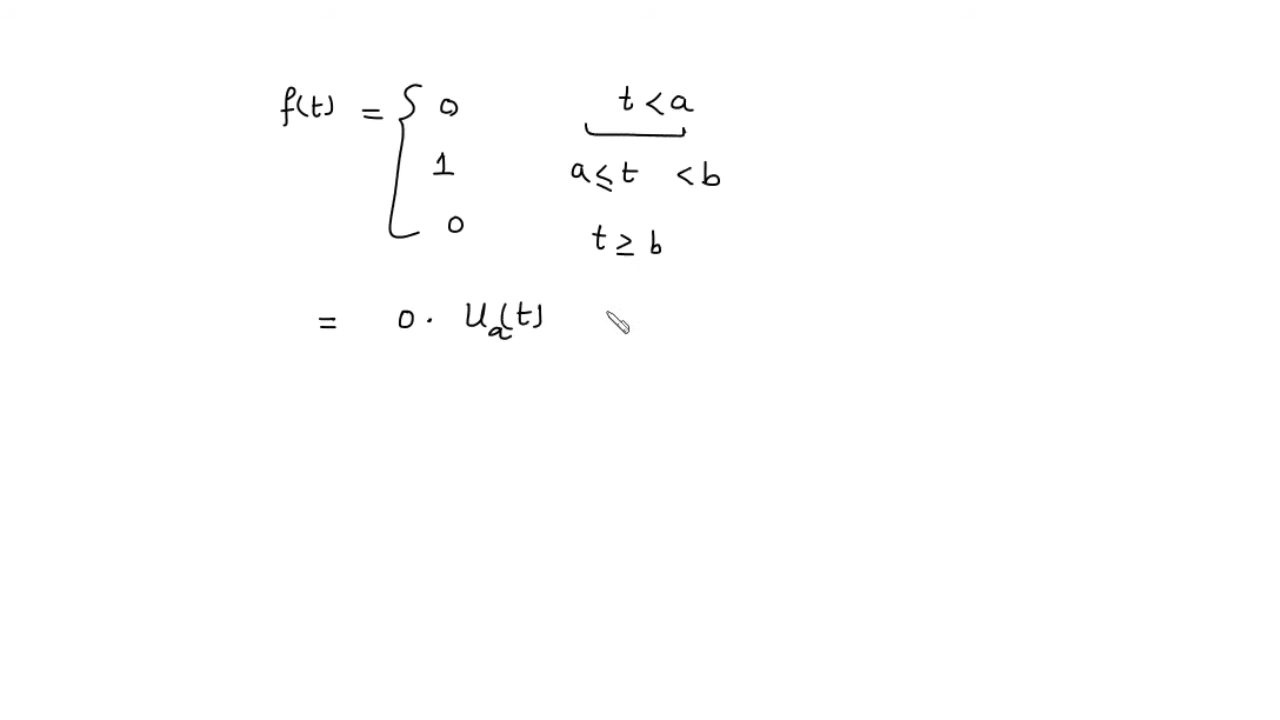 f(t) = { 0 t < a
1 a ≤ t < b
0 t ≥ b
= 0 · u_a(t)